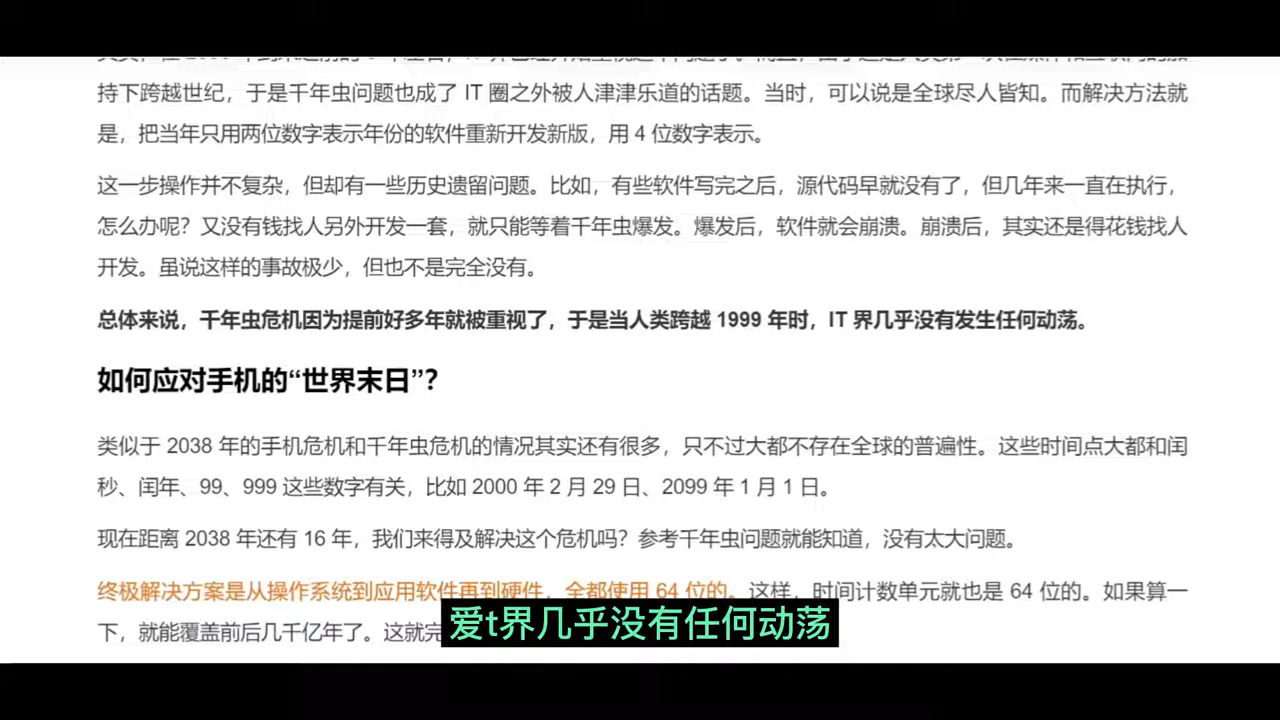 持下跨越世纪，于是千年虫问题也成了 IT 圈之外被人津津乐道的话题。当时，可以说是全球尽人皆知。而解决方法就
是，把当年只用两位数字表示年份的软件重新开发新版，用 4 位数字表示。
这一步操作并不复杂，但却有一些历史遗留问题。比如，有些软件写完之后，源代码早就没有了，但几年来一直在执行，
怎么办呢？又没有钱找人另外开发一套，就只能等着千年虫爆发。爆发后，软件就会崩溃。崩溃后，其实还是得花钱找人
开发。虽说这样的事故极少，但也不是完全没有。
总体来说，千年虫危机因为提前好多年就被重视了，于是当人类跨越 1999 年时，IT 界几乎没有发生任何动荡。
如何应对手机的“世界末日”？
类似于 2038 年的手机危机和千年虫危机的情况其实还有很多，只不过大都不存在全球的普遍性。这些时间点大都和闰
秒、闰年、99、999 这些数字有关，比如 2000 年 2 月 29 日、2099 年 1 月 1 日。
现在距离 2038 年还有 16 年，我们来得及解决这个危机吗？参考千年虫问题就能知道，没有太大问题。
终极解决方案是从操作系统到应用软件再到硬件，全都使用 64 位的。这样，时间计数单元就也是 64 位的。如果算一
下，就能覆盖前后几千亿年了。这就完
爱t界几乎没有任何动荡